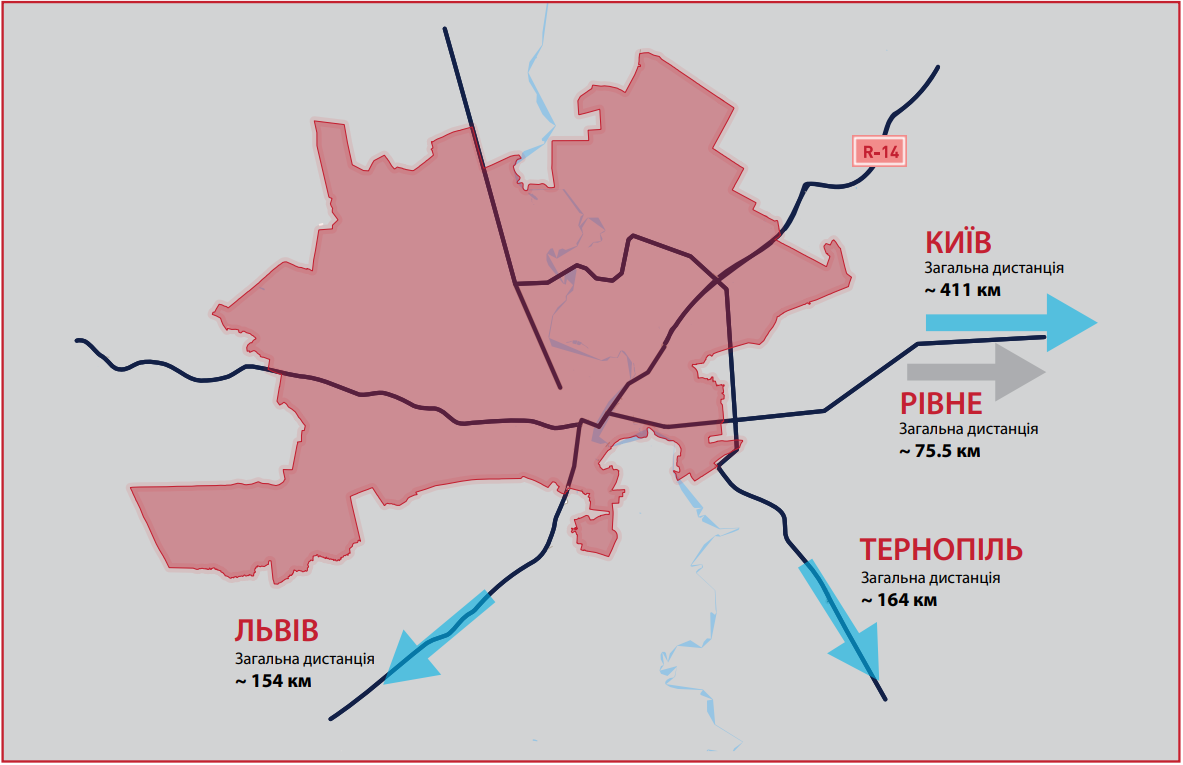 R-14
КИЇВ
Загальна дистанція
~ 411 км
РІВНЕ
Загальна дистанція
~ 75.5 км
ТЕРНОПІЛЬ
Загальна дистанція
~ 164 км
ЛЬВІВ
Загальна дистанція
~ 154 км